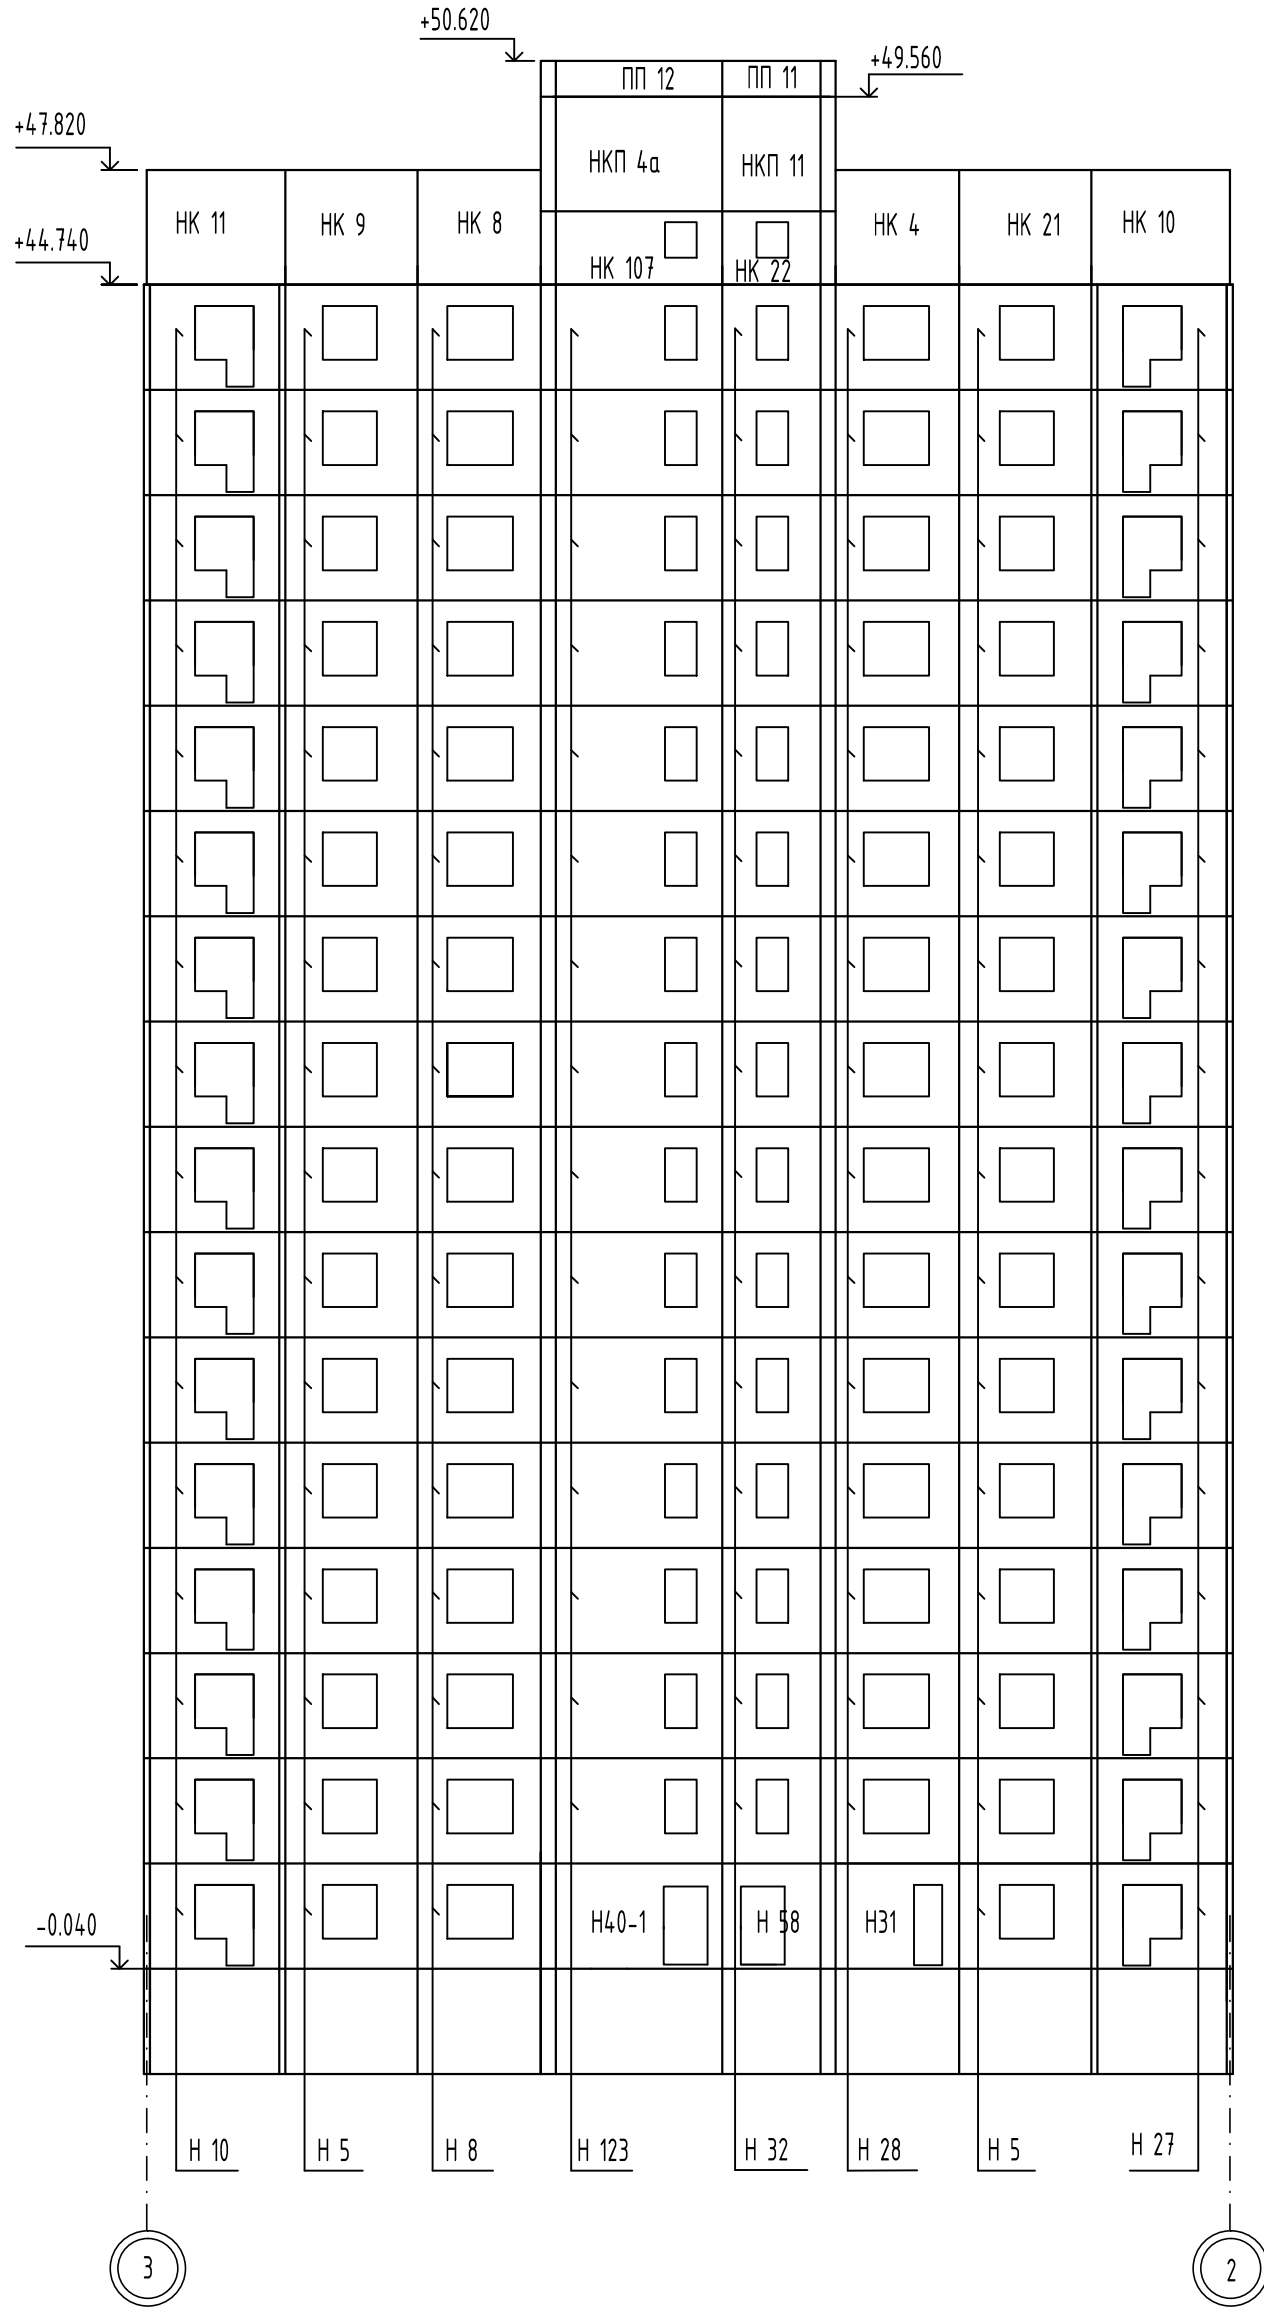 +50.620
ПП 12
ПП 11
+49.560
+47.820
НКП 4а
НКП 11
НК 11
НК 9
НК 8
НК 4
НК 21
НК 10
+44.740
НК 107
НК 22
Н40-1
Н 58
Н31
-0.040
Н 10
Н 5
Н 8
Н 123
Н 32
Н 28
Н 5
Н 27
3
2